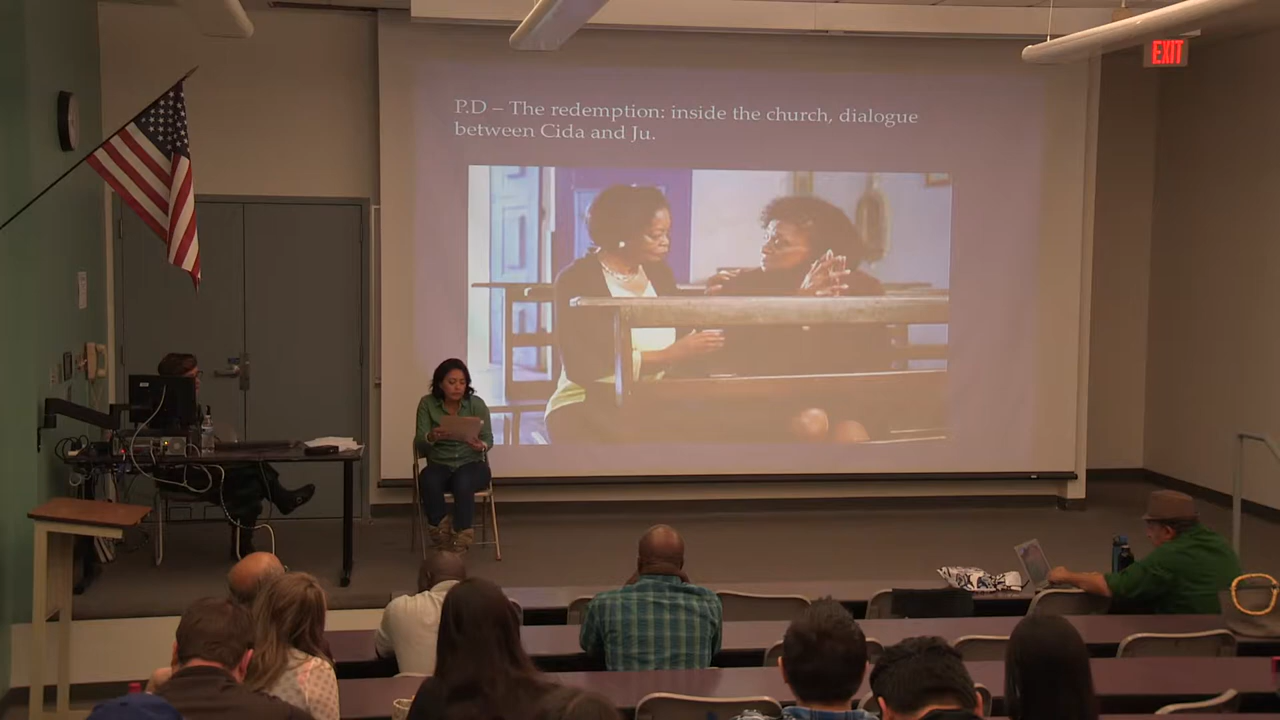 P.D – The redemption: inside the church, dialogue
between Cida and Ju.
EXIT